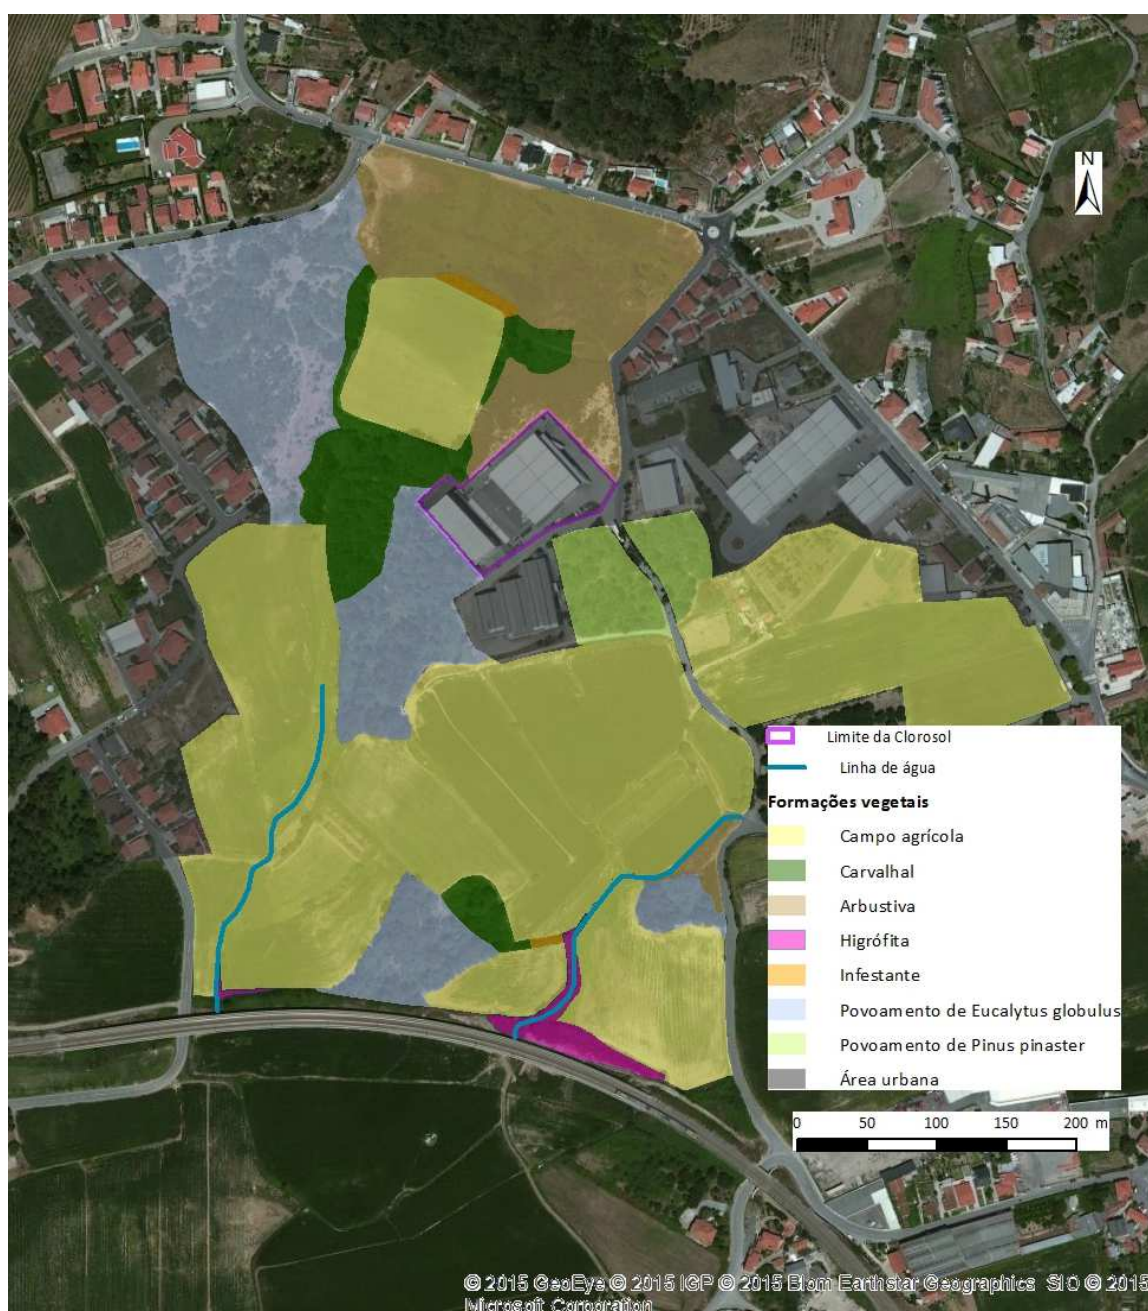 N
Limite da Clorosol
Linha de água
Formações vegetais
Campo agrícola
Carvalhal
Arbustiva
Higrófita
Infestante
Povoamento de Eucalytus globulus
Povoamento de Pinus pinaster
Área urbana
0 50 100 150 200 m
© 2015 GeoEye © 2015 IGP © 2015 Blom Earthstar Geographics SIO © 2015
Microsoft Corporation